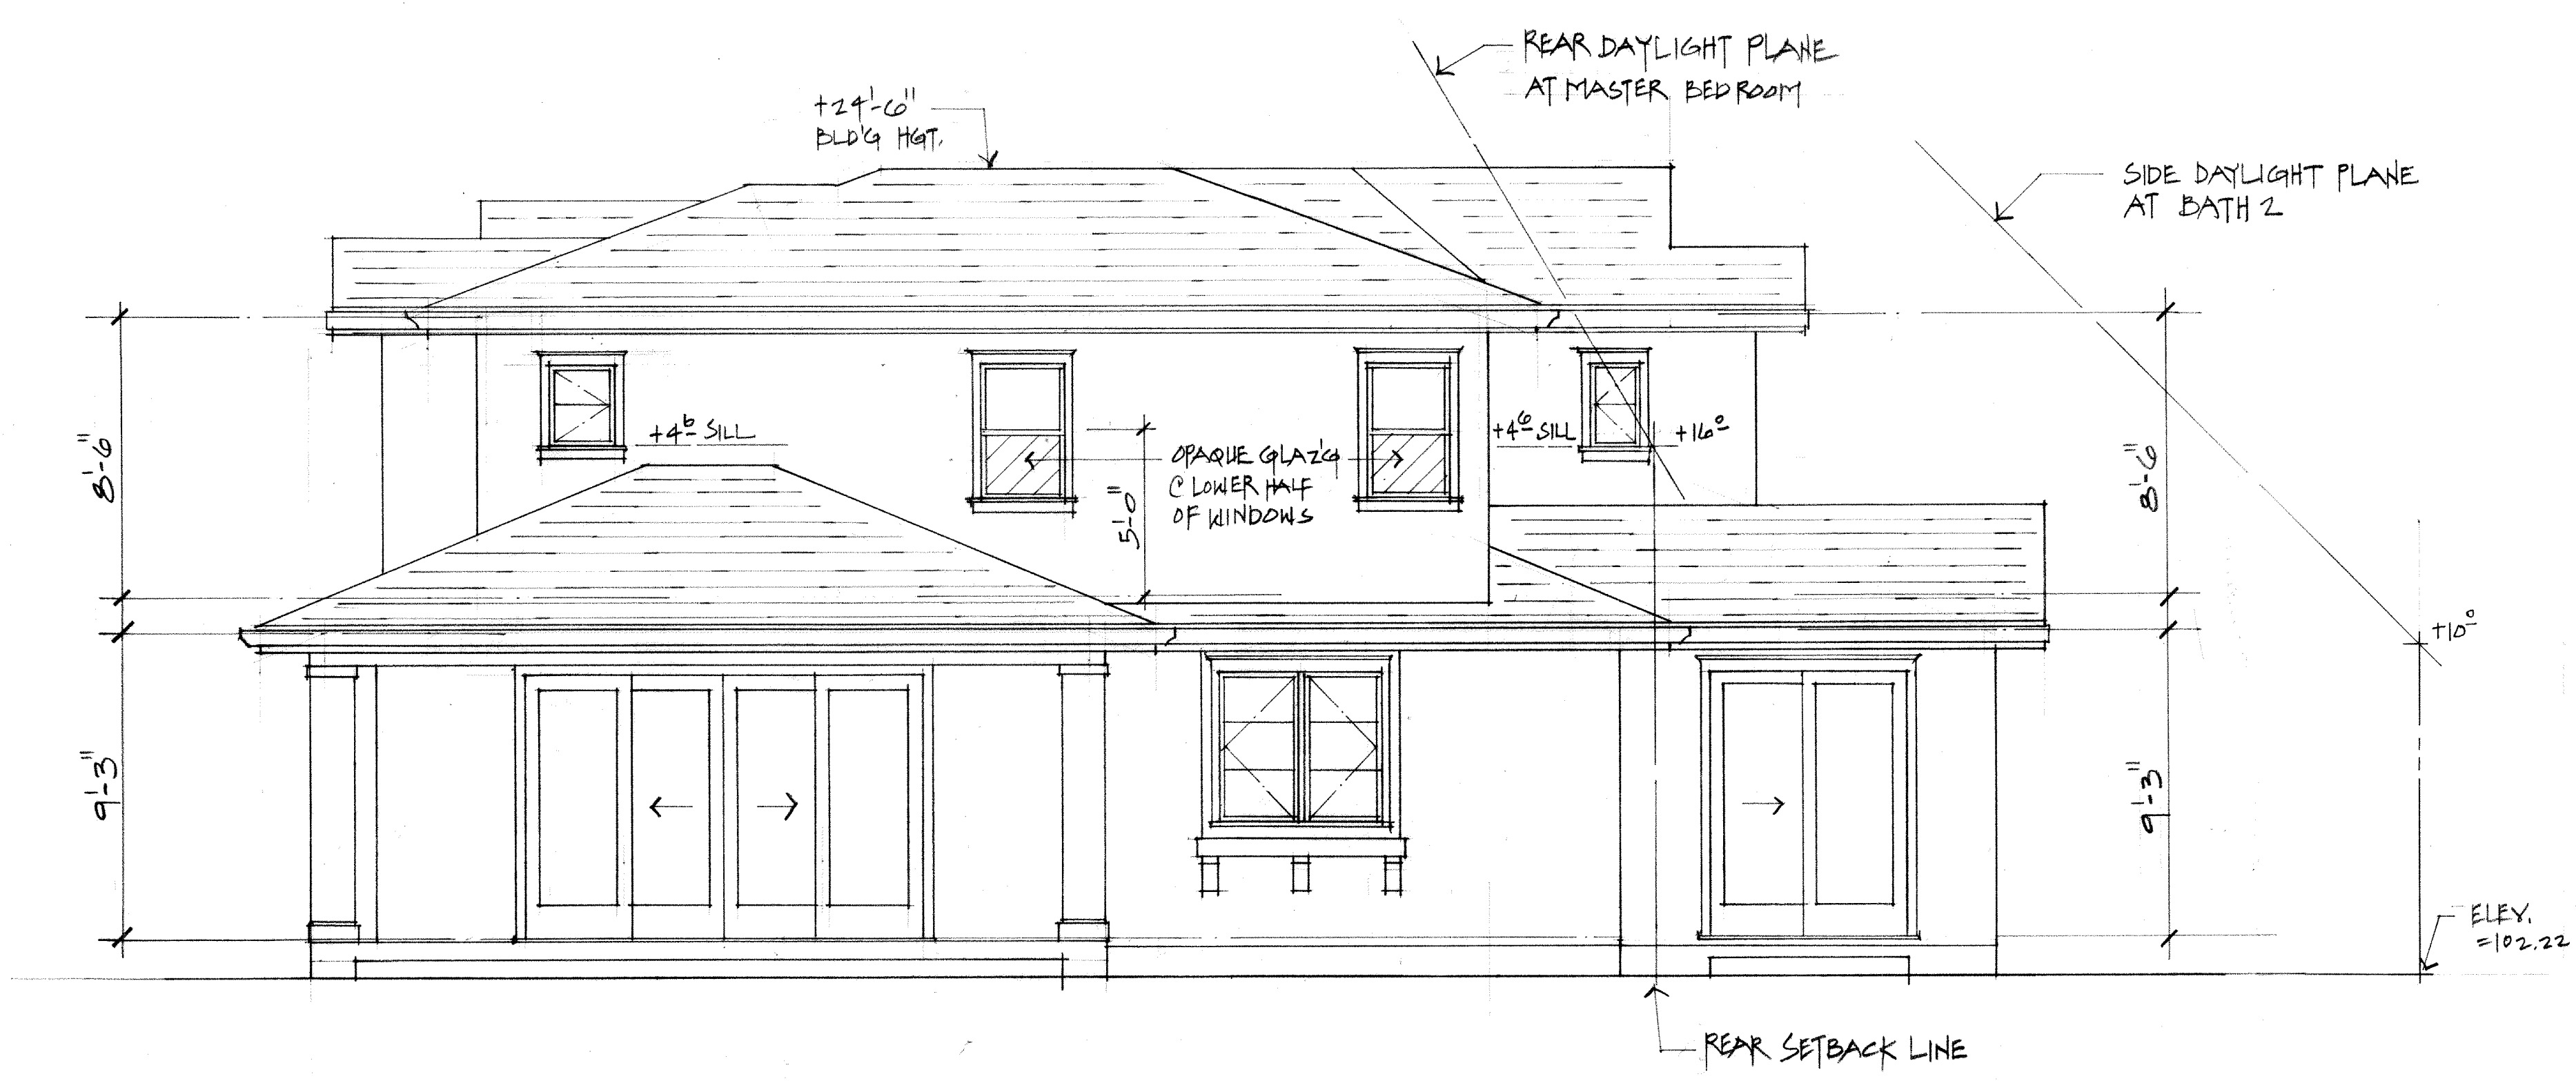 REAR DAYLIGHT PLANE
AT MASTER BEDROOM
+24'-6"
BLD'G HGT.
SIDE DAYLIGHT PLANE
AT BATH 2
8'-6"
+4⁶ SILL
5'-0"
OPAQUE GLAZ'G
@ LOWER HALF
OF WINDOWS
+4⁶ SILL
+16⁰
8'-6"
+10⁰
9'-3"
9'-3"
ELEV.
=102.22
REAR SETBACK LINE